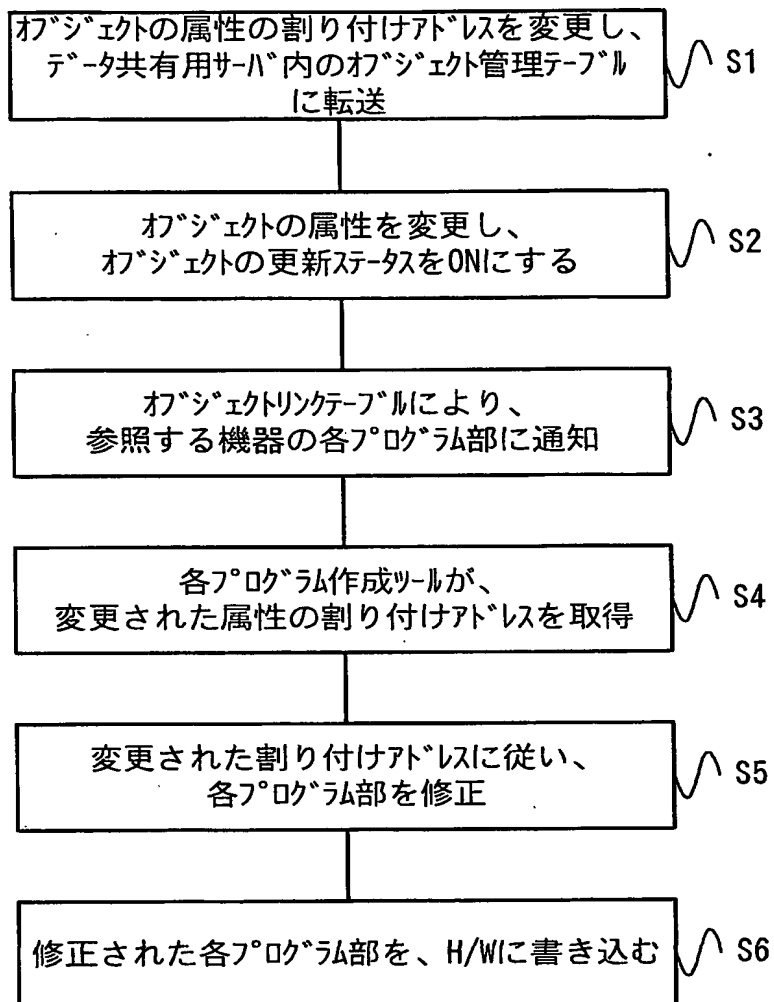 ｵﾌﾞｼﾞｪｸﾄの属性の割り付けｱﾄﾞﾚｽを変更し、
ﾃﾞｰﾀ共有用ｻｰﾊﾞ内のｵﾌﾞｼﾞｪｸﾄ管理ﾃｰﾌﾞﾙ
に転送
S1
ｵﾌﾞｼﾞｪｸﾄの属性を変更し、
ｵﾌﾞｼﾞｪｸﾄの更新ｽﾃｰﾀｽをONにする
S2
ｵﾌﾞｼﾞｪｸﾄﾘﾝｸﾃｰﾌﾞﾙにより、
参照する機器の各ﾌﾟﾛｸﾞﾗﾑ部に通知
S3
各ﾌﾟﾛｸﾞﾗﾑ作成ﾂｰﾙが、
変更された属性の割り付けｱﾄﾞﾚｽを取得
S4
変更された割り付けｱﾄﾞﾚｽに従い、
各ﾌﾟﾛｸﾞﾗﾑ部を修正
S5
修正された各ﾌﾟﾛｸﾞﾗﾑ部を、H/Wに書き込む
S6